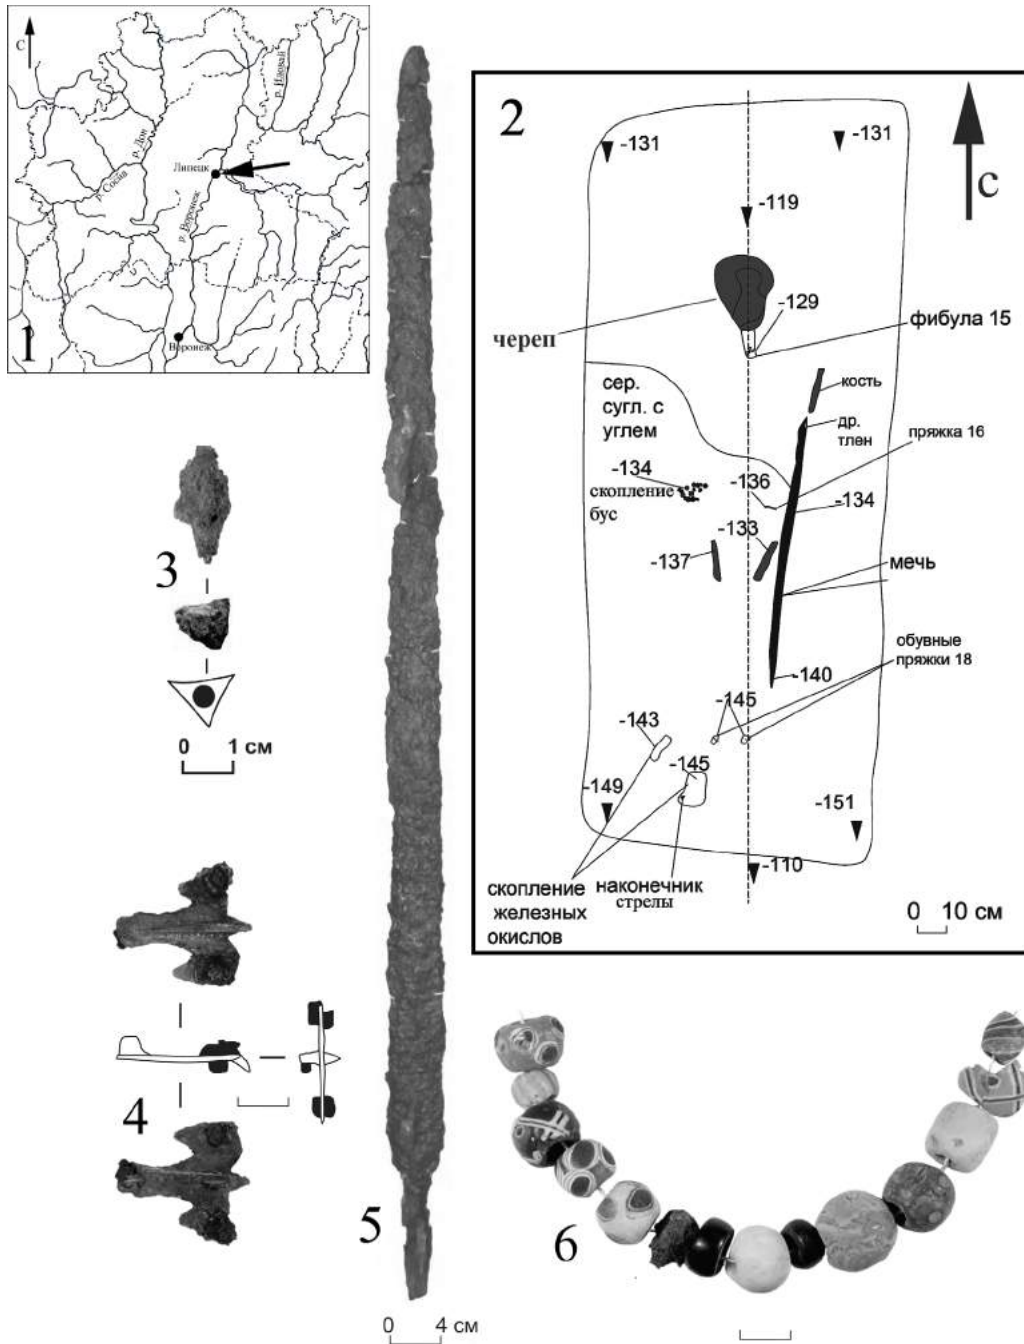 С
р. Воронеж
р. Дон
Липецк
р. Сосна
р. Воронеж
Воронеж
1
2
-131
-131
С
-119
-129
череп
фибула 15
сер.
сугл. с
углем
кость
др.
тлен
пряжка 16
-134
скопление
бус
-136
-134
-133
-137
мечь
обувные
пряжки 18
-140
-145
-143
-145
-149
-151
-110
скопление
железных
окислов
наконечник
стрелы
0 10 см
3
0 1 см
4
5
0 4 см
6